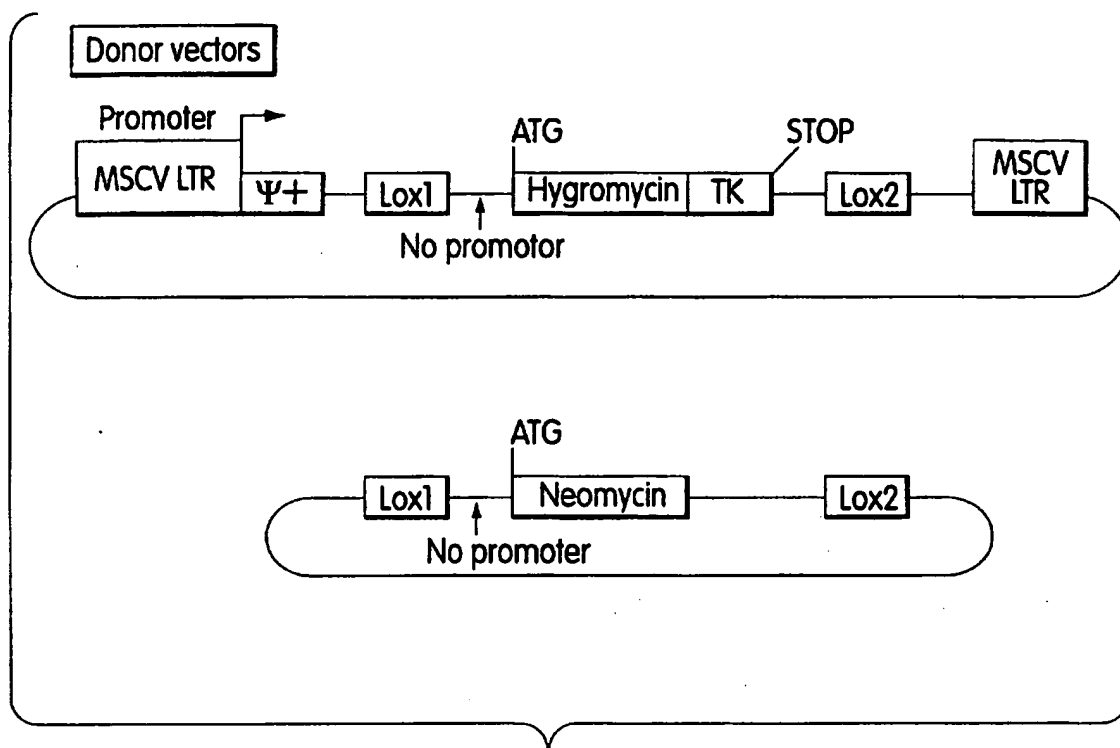 Donor vectors
Promoter
ATG
STOP
MSCV LTR
Ψ+
Lox1
Hygromycin
TK
Lox2
MSCV
LTR
No promotor
ATG
Lox1
Neomycin
Lox2
No promoter